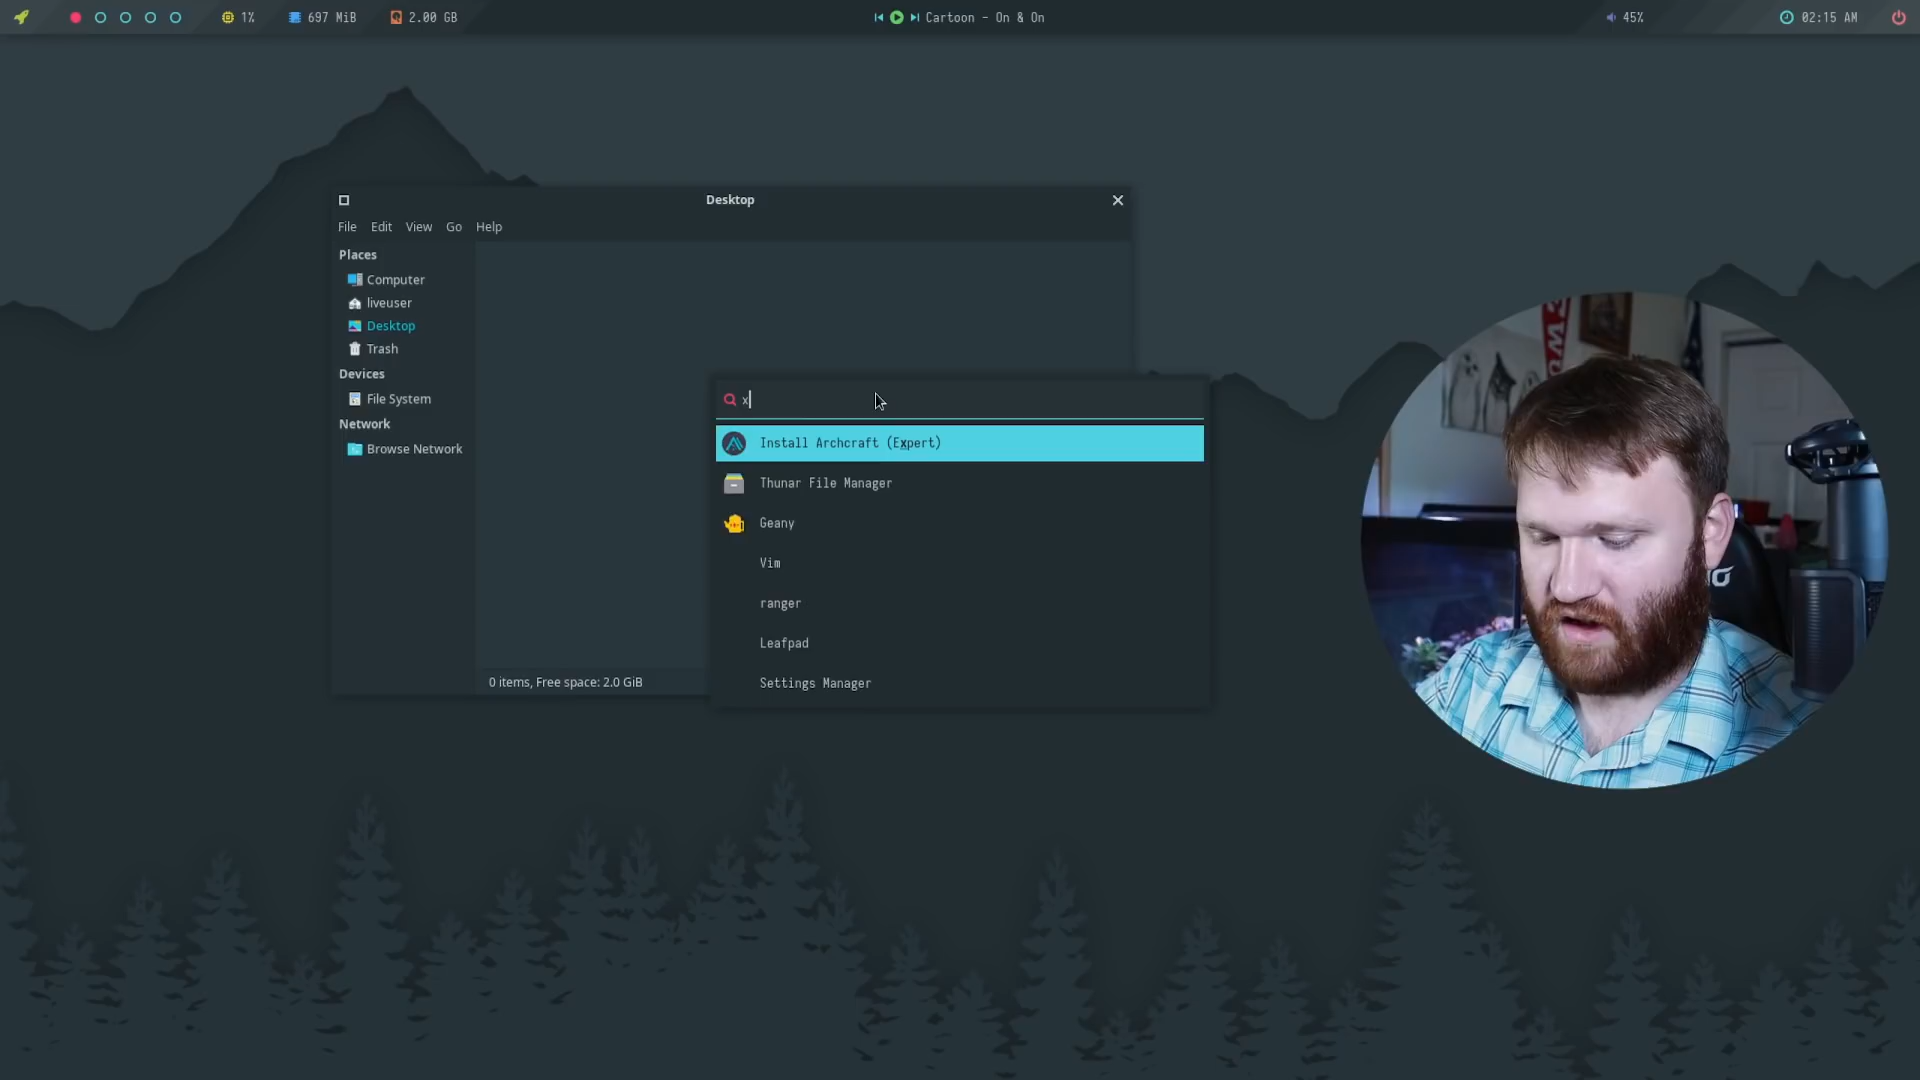 1%
697 MiB
2.00 GB
Cartoon - On & On
45%
02:15 AM
Desktop
File Edit View Go Help
Places
Computer
liveuser
Desktop
Trash
Devices
File System
Network
Browse Network
0 items, Free space: 2.0 GiB
x
Install Archcraft (Expert)
Thunar File Manager
Geany
Vim
ranger
Leafpad
Settings Manager